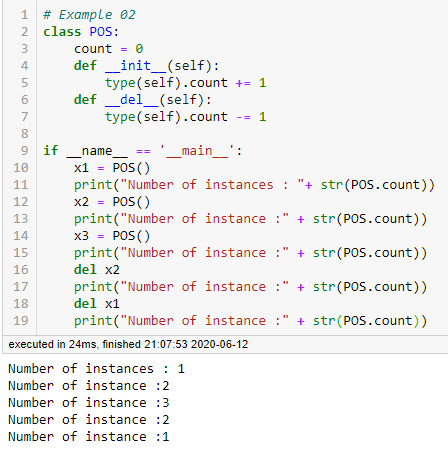 1 # Example 02
2 class POS:
3     count = 0
4     def __init__(self):
5         type(self).count += 1
6     def __del__(self):
7         type(self).count -= 1
8
9 if __name__ == '__main__':
10     x1 = POS()
11     print("Number of instances : "+ str(POS.count))
12     x2 = POS()
13     print("Number of instance :" + str(POS.count))
14     x3 = POS()
15     print("Number of instance :" + str(POS.count))
16     del x2
17     print("Number of instance :" + str(POS.count))
18     del x1
19     print("Number of instance :" + str(POS.count))
executed in 24ms, finished 21:07:53 2020-06-12
Number of instances : 1
Number of instance :2
Number of instance :3
Number of instance :2
Number of instance :1